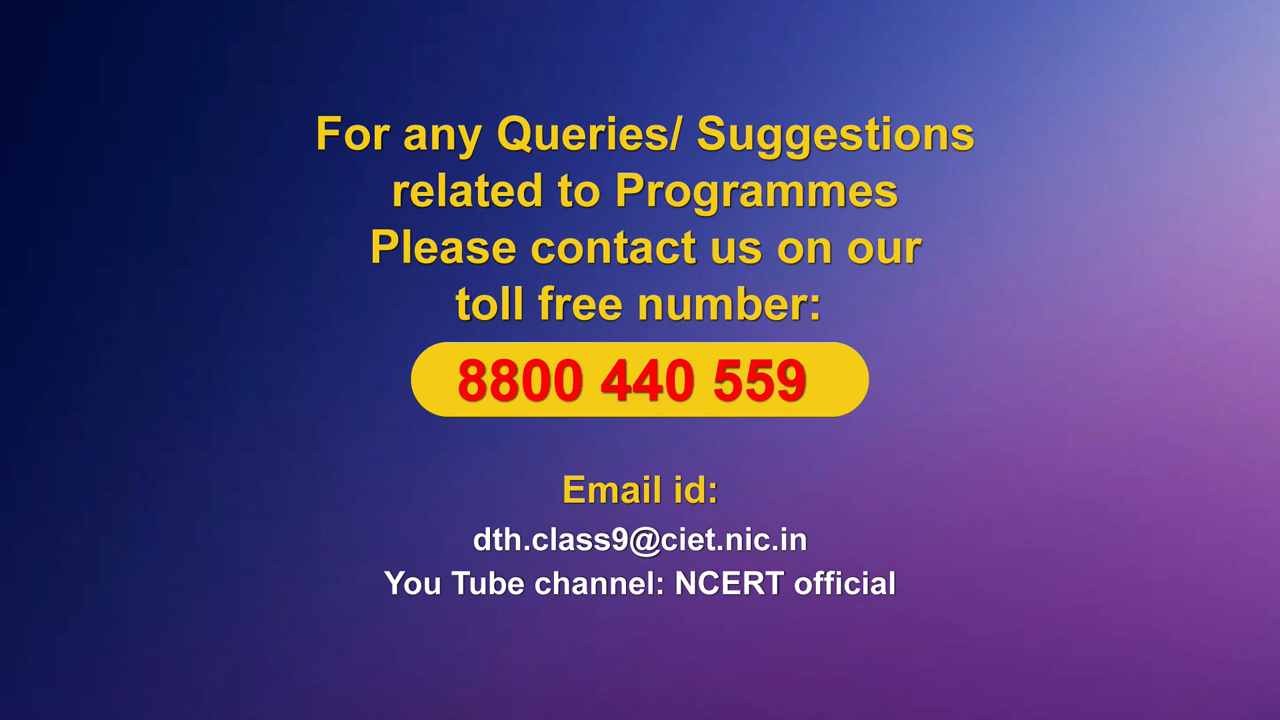 For any Queries/ Suggestions
related to Programmes
Please contact us on our
toll free number:
8800 440 559
Email id:
dth.class9@ciet.nic.in
You Tube channel: NCERT official